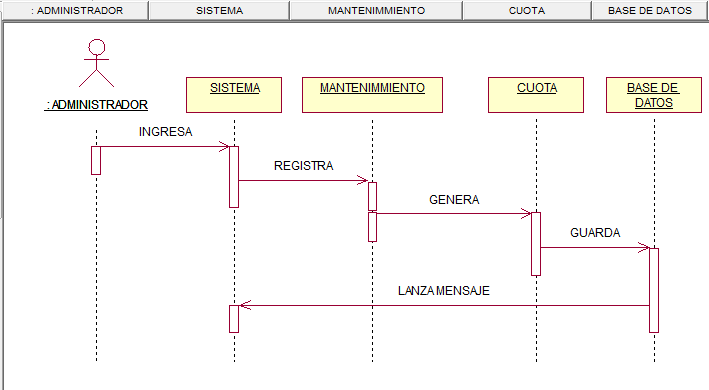 : ADMINISTRADOR SISTEMA MANTENIMMIENTO CUOTA BASE DE DATOS
: ADMINISTRADOR
SISTEMA
MANTENIMMIENTO
CUOTA
BASE DE
DATOS
INGRESA
REGISTRA
GENERA
GUARDA
LANZA MENSAJE